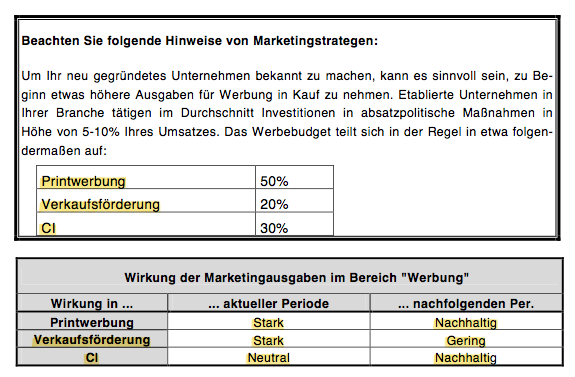 Beachten Sie folgende Hinweise von Marketingstrategen:
Um Ihr neu gegründetes Unternehmen bekannt zu machen, kann es sinnvoll sein, zu Be-
ginn etwas höhere Ausgaben für Werbung in Kauf zu nehmen. Etablierte Unternehmen in
Ihrer Branche tätigen im Durchschnitt Investitionen in absatzpolitische Maßnahmen in
Höhe von 5-10% Ihres Umsatzes. Das Werbebudget teilt sich in der Regel in etwa folgen-
dermaßen auf:
Printwerbung 50%
Verkaufsförderung 20%
CI 30%
Wirkung der Marketingausgaben im Bereich "Werbung"
Wirkung in ... ... aktueller Periode ... nachfolgenden Per.
Printwerbung Stark Nachhaltig
Verkaufsförderung Stark Gering
CI Neutral Nachhaltig